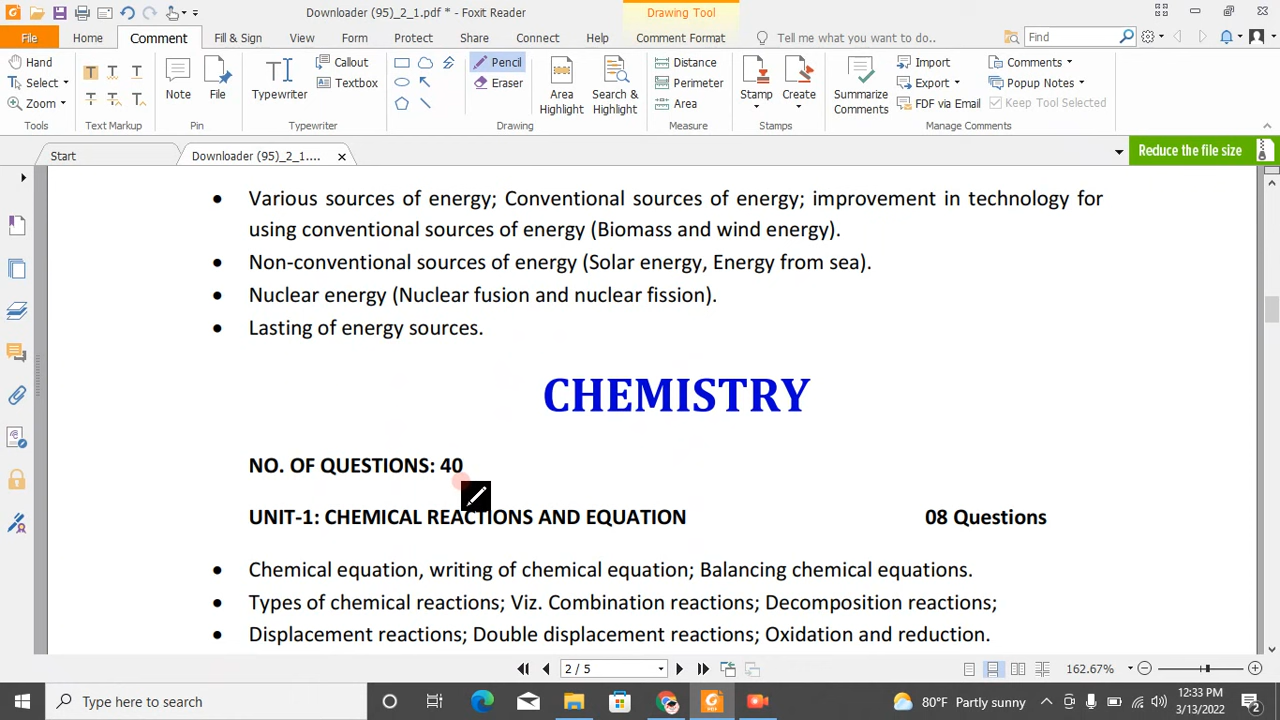 Downloader (95)_2_1.pdf * - Foxit Reader
Drawing Tool
File
Home
Comment
Fill & Sign
View
Form
Protect
Share
Connect
Help
Comment Format
Tell me what you want to do..
Find
Hand
Select
Zoom
Tools
Text Markup
Note
File
Pin
Typewriter
Callout
Textbox
Typewriter
Pencil
Eraser
Drawing
Area Highlight
Search & Highlight
Distance
Perimeter
Area
Measure
Stamp
Create
Stamps
Summarize Comments
Import
Export
FDF via Email
Comments
Popup Notes
Keep Tool Selected
Manage Comments
Start
Downloader (95)_2_1....
Reduce the file size
• Various sources of energy; Conventional sources of energy; improvement in technology for
using conventional sources of energy (Biomass and wind energy).
• Non-conventional sources of energy (Solar energy, Energy from sea).
• Nuclear energy (Nuclear fusion and nuclear fission).
• Lasting of energy sources.
CHEMISTRY
NO. OF QUESTIONS: 40
UNIT-1: CHEMICAL REACTIONS AND EQUATION 08 Questions
• Chemical equation, writing of chemical equation; Balancing chemical equations.
• Types of chemical reactions; Viz. Combination reactions; Decomposition reactions;
• Displacement reactions; Double displacement reactions; Oxidation and reduction.
2 / 5
162.67%
Type here to search
80°F Partly sunny
12:33 PM
3/13/2022
2